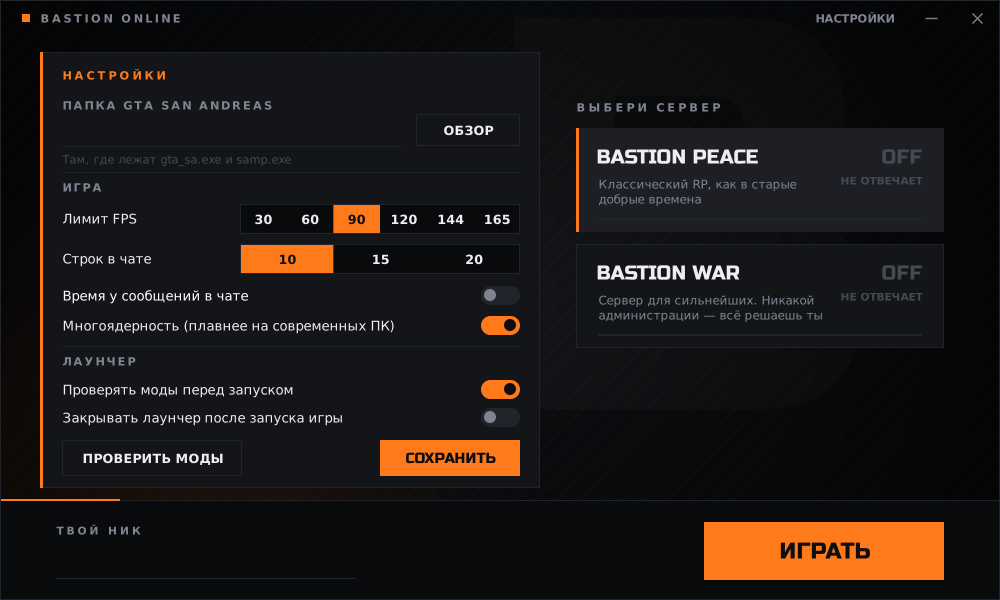 BASTION ONLINE
НАСТРОЙКИ
НАСТРОЙКИ
ПАПКА GTA SAN ANDREAS
ОБЗОР
Там, где лежат gta_sa.exe и samp.exe
ИГРА
Лимит FPS
30 60 90 120 144 165
Строк в чате
10 15 20
Время у сообщений в чате
Многоядерность (плавнее на современных ПК)
ЛАУНЧЕР
Проверять моды перед запуском
Закрывать лаунчер после запуска игры
ПРОВЕРИТЬ МОДЫ
СОХРАНИТЬ
ВЫБЕРИ СЕРВЕР
BASTION PEACE
OFF
НЕ ОТВЕЧАЕТ
Классический RP, как в старые
добрые времена
BASTION WAR
OFF
НЕ ОТВЕЧАЕТ
Сервер для сильнейших. Никакой
администрации — всё решаешь ты
ТВОЙ НИК
ИГРАТЬ